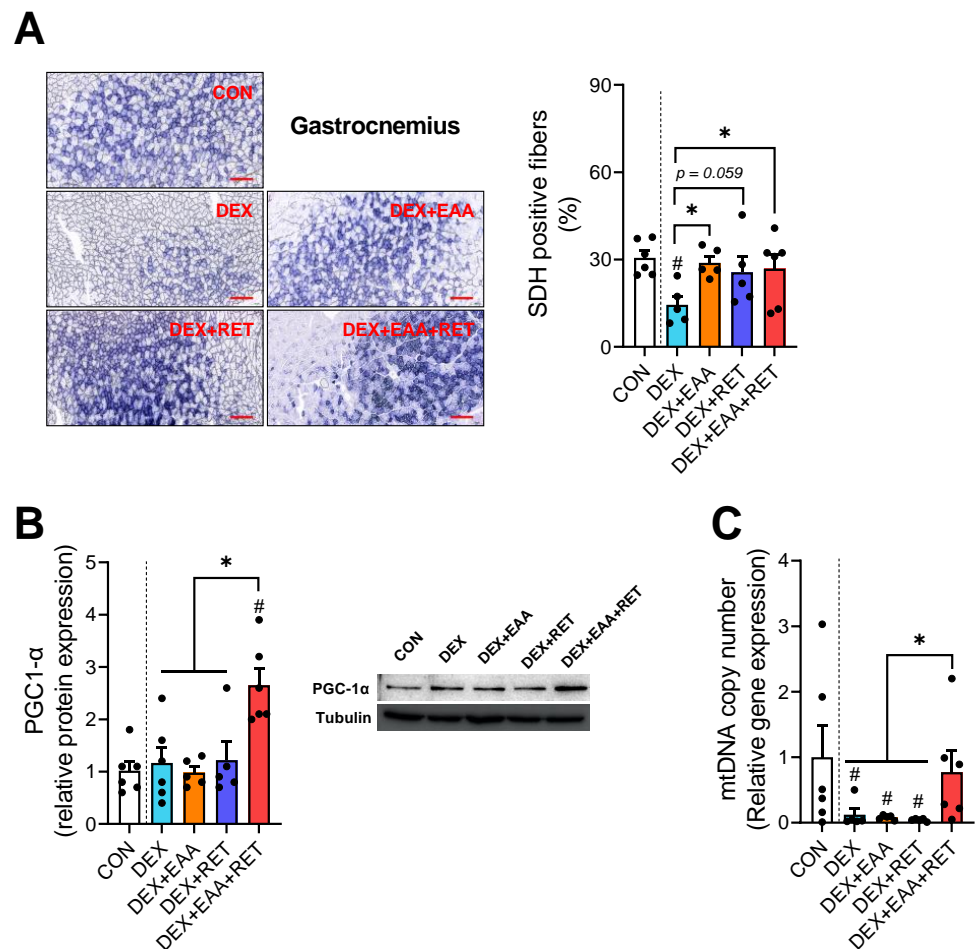 A
CON
Gastrocnemius
DEX
DEX+EAA
DEX+RET
DEX+EAA+RET
SDH positive fibers
(%)
90
60
30
0
*
p = 0.059
*
#
CON
DEX
DEX+EAA
DEX+RET
DEX+EAA+RET
B
PGC1-α
(relative protein expression)
5
4
3
2
1
0
*
#
CON
DEX
DEX+EAA
DEX+RET
DEX+EAA+RET
CON
DEX
DEX+EAA
DEX+RET
DEX+EAA+RET
PGC-1α
Tubulin
C
mtDNA copy number
(Relative gene expression)
4
3
2
1
0
*
#
#
#
CON
DEX
DEX+EAA
DEX+RET
DEX+EAA+RET